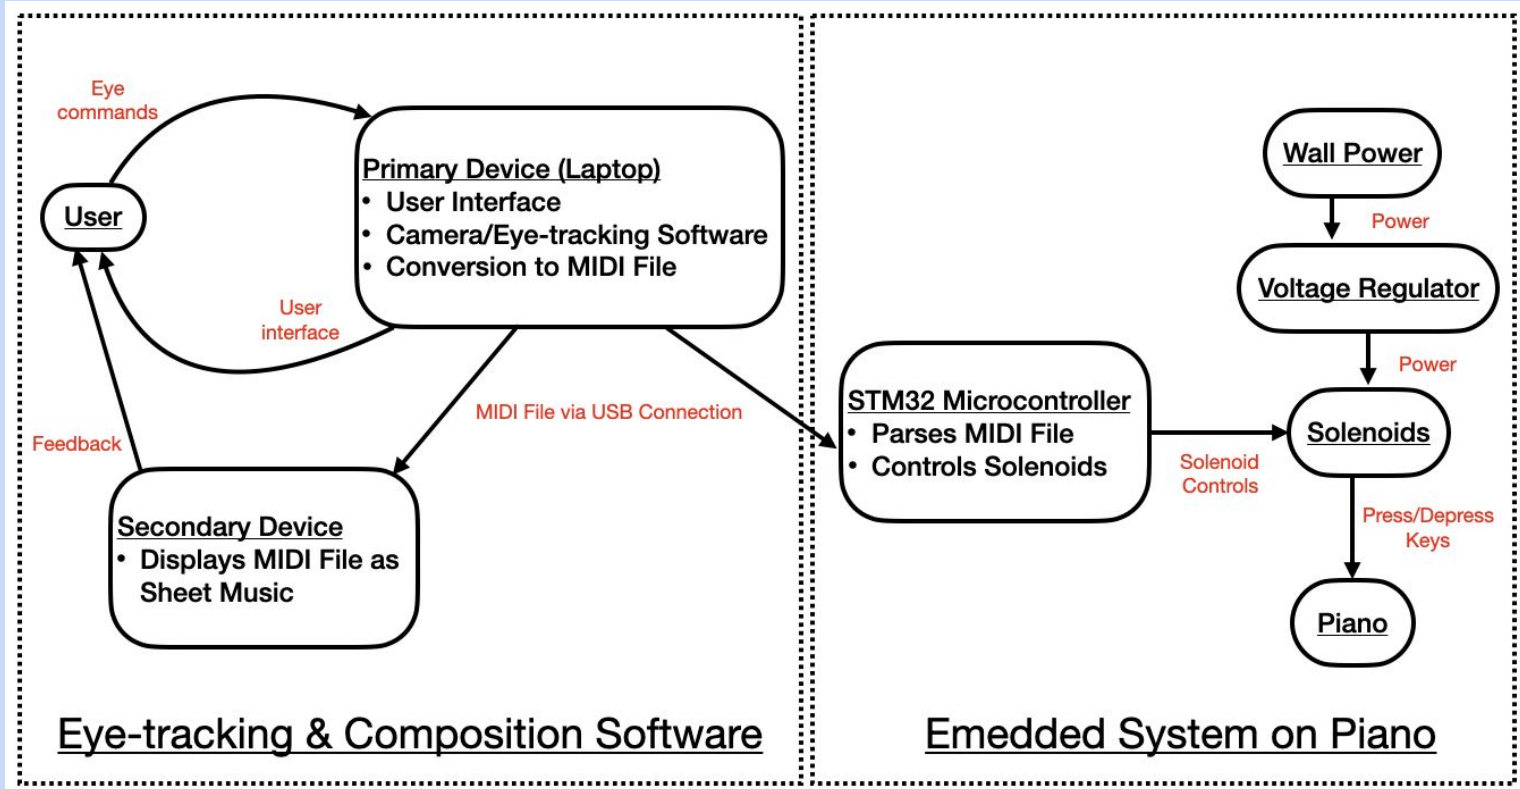 Eye
commands
User
Primary Device (Laptop)
• User Interface
• Camera/Eye-tracking Software
• Conversion to MIDI File
User
interface
MIDI File via USB Connection
Feedback
Secondary Device
• Displays MIDI File as
Sheet Music
Eye-tracking & Composition Software
Wall Power
Power
Voltage Regulator
Power
STM32 Microcontroller
• Parses MIDI File
• Controls Solenoids
Solenoid
Controls
Solenoids
Press/Depress
Keys
Piano
Emedded System on Piano